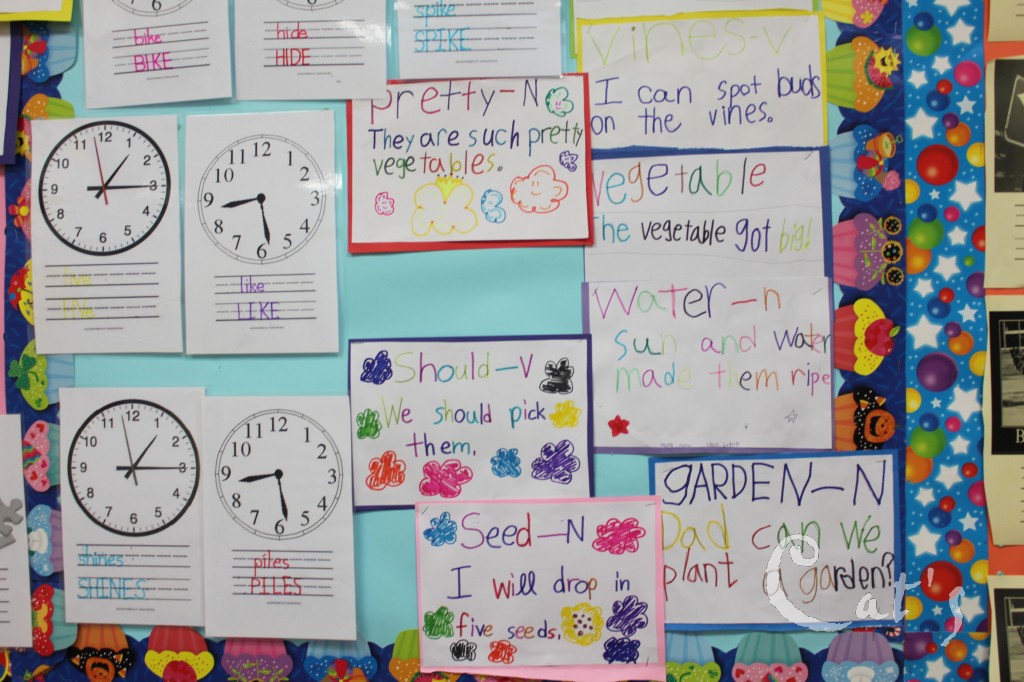 bike
BIKE
hide
HIDE
spike
SPIKE
vines-v
I can spot buds
on the vines.
pretty-N
They are such pretty
vegetables.
vegetable
The vegetable got big!
like
LIKE
Water-n
sun and water
made them ripe
Should-V
We should pick
them.
shines
SHINES
piles
PILES
Seed-N
I will drop in
five seeds.
GARDEN-N
Dad can we
plant a garden?
Cat's